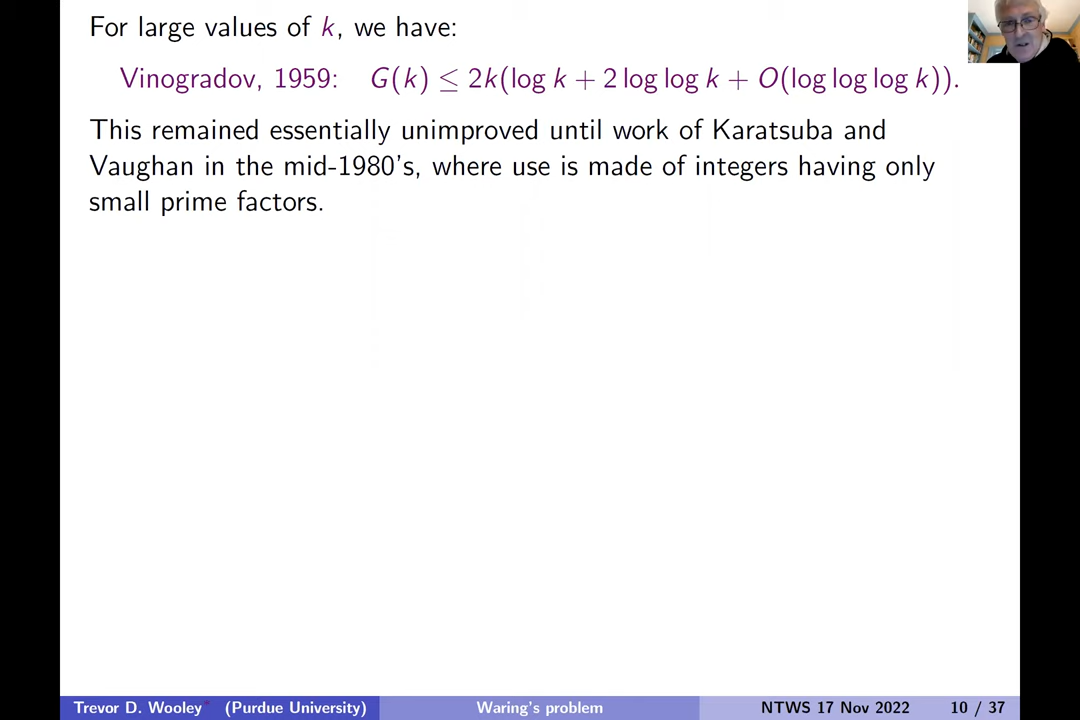 For large values of k, we have:
Vinogradov, 1959: G(k) ≤ 2k(log k + 2 log log k + O(log log log k)).
This remained essentially unimproved until work of Karatsuba and
Vaughan in the mid-1980's, where use is made of integers having only
small prime factors.
Trevor D. Wooley* (Purdue University) Waring's problem NTWS 17 Nov 2022 10 / 37